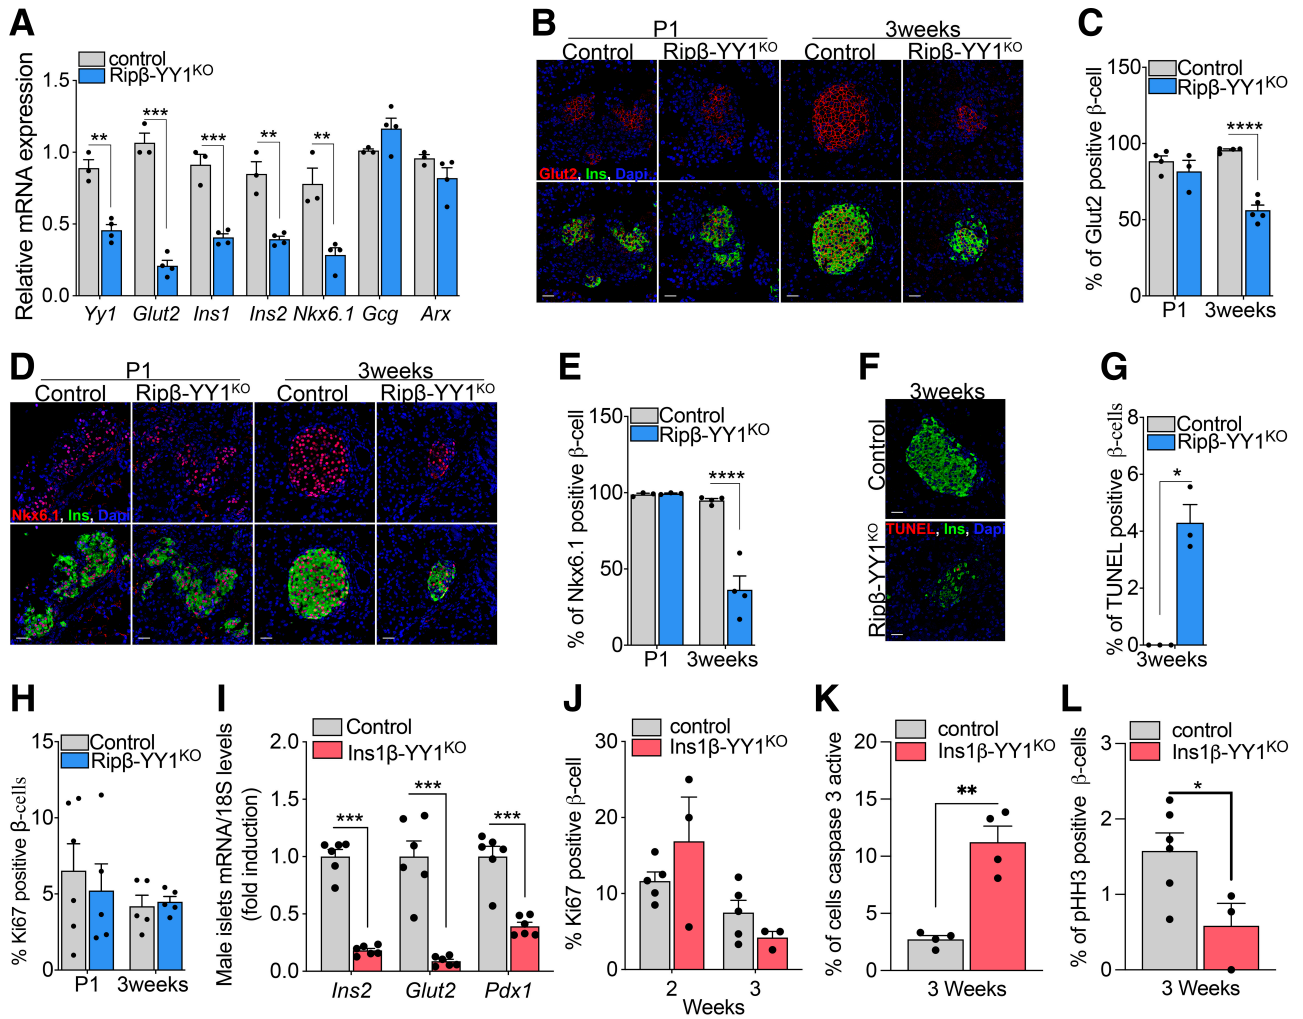 A
control
Ripβ-YY1KO
Relative mRNA expression
1.5
1.0
0.5
0.0
**
***
***
**
**
Yy1 Glut2 Ins1 Ins2 Nkx6.1 Gcg Arx
B
P1 3weeks
Control Ripβ-YY1KO Control Ripβ-YY1KO
Glut2, Ins, Dapi
C
Control
Ripβ-YY1KO
% of Glut2 positive β-cell
150
100
50
0
****
P1 3weeks
D
P1 3weeks
Control Ripβ-YY1KO Control Ripβ-YY1KO
Nkx6.1, Ins, Dapi
E
Control
Ripβ-YY1KO
% of Nkx6.1 positive β-cell
150
100
50
0
****
P1 3weeks
F
3weeks
Control
Ripβ-YY1KO
TUNEL, Ins, Dapi
G
Control
Ripβ-YY1KO
% of TUNEL positive β-cells
8
6
4
2
0
*
3weeks
H
Control
Ripβ-YY1KO
% Ki67 positive β-cells
15
10
5
0
P1 3weeks
I
Control
Ins1β-YY1KO
Male islets mRNA/18S levels
(fold induction)
2.0
1.5
1.0
0.5
0.0
***
***
***
Ins2 Glut2 Pdx1
J
control
Ins1β-YY1KO
% Ki67 positive β-cell
30
20
10
0
2 3
Weeks
K
control
Ins1β-YY1KO
% of cells caspase 3 active
20
15
10
5
0
**
3 Weeks
L
control
Ins1β-YY1KO
% of pHH3 positive β-cells
3
2
1
0
*
3 Weeks